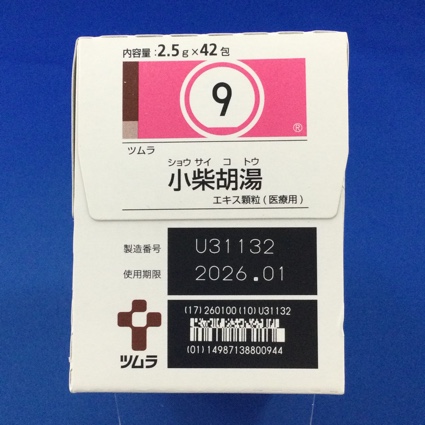 内容量:2.5g×42包
9
®
ツムラ
ショウ サイ コ トウ
小柴胡湯
エキス顆粒(医療用)
製造番号 U31132
使用期限 2026.01
(17)260100(10)U31132
(01)14987138800944
ツムラ